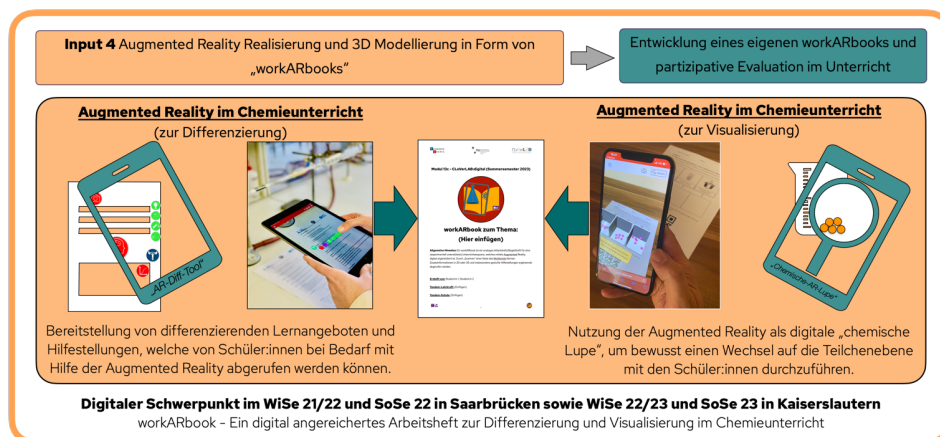 Input 4 Augmented Reality Realisierung und 3D Modellierung in Form von
„workARbooks"
Entwicklung eines eigenen workARbooks und
partizipative Evaluation im Unterricht
Augmented Reality im Chemieunterricht
(zur Differenzierung)
Augmented Reality im Chemieunterricht
(zur Visualisierung)
„AR-Diff-Tool"
Modul 13c - CLoVerLAB:digital (Sommersemester 2023)
workARbook zum Thema:
(Hier einfügen)
„Chemische-AR-Lupe"
Bereitstellung von differenzierenden Lernangeboten und
Hilfestellungen, welche von Schüler:innen bei Bedarf mit
Hilfe der Augmented Reality abgerufen werden können.
Nutzung der Augmented Reality als digitale „chemische
Lupe", um bewusst einen Wechsel auf die Teilchenebene
mit den Schüler:innen durchzuführen.
Digitaler Schwerpunkt im WiSe 21/22 und SoSe 22 in Saarbrücken sowie WiSe 22/23 und SoSe 23 in Kaiserslautern
workARbook - Ein digital angereichertes Arbeitsheft zur Differenzierung und Visualisierung im Chemieunterricht